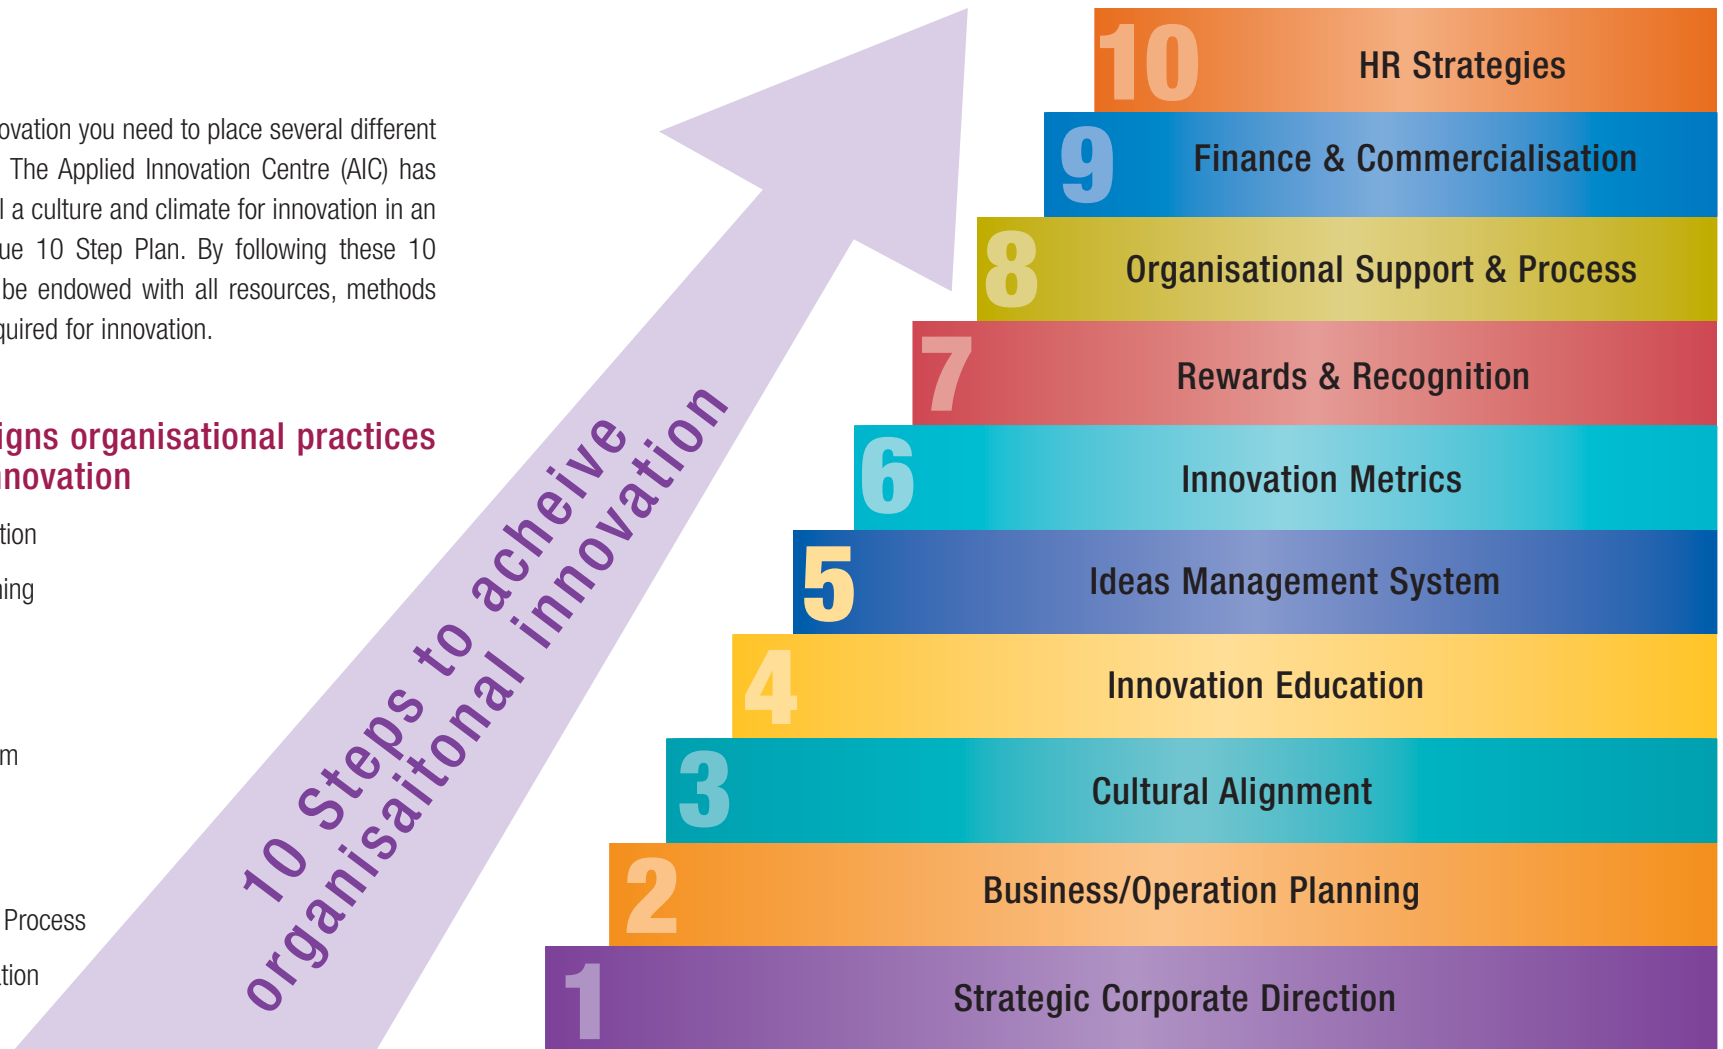 ovation you need to place several different
The Applied Innovation Centre (AIC) has
l a culture and climate for innovation in an
ue 10 Step Plan. By following these 10
be endowed with all resources, methods
quired for innovation.
igns organisational practices
nnovation
tion
ning
m
Process
ation
10 Steps to acheive
organisaitonal innovation
10 HR Strategies
9 Finance & Commercialisation
8 Organisational Support & Process
7 Rewards & Recognition
6 Innovation Metrics
5 Ideas Management System
4 Innovation Education
3 Cultural Alignment
2 Business/Operation Planning
1 Strategic Corporate Direction